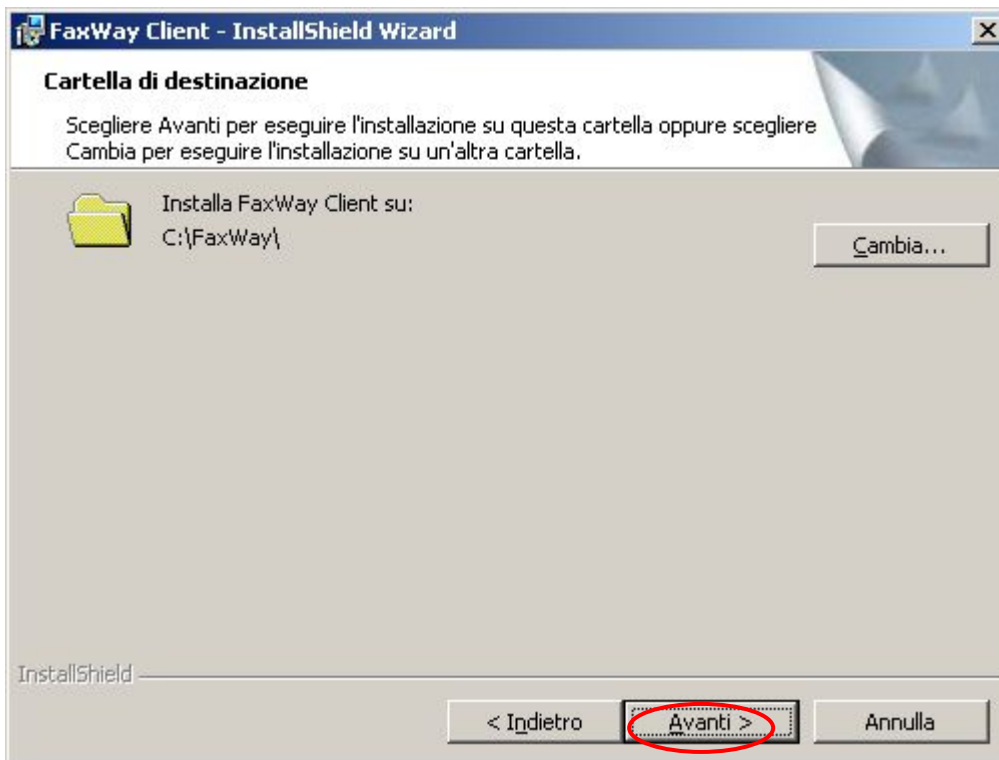 FaxWay Client - InstallShield Wizard
Cartella di destinazione
Scegliere Avanti per eseguire l'installazione su questa cartella oppure scegliere
Cambia per eseguire l'installazione su un'altra cartella.
Installa FaxWay Client su:
C:\FaxWay\
Cambia...
InstallShield
< Indietro
Avanti >
Annulla